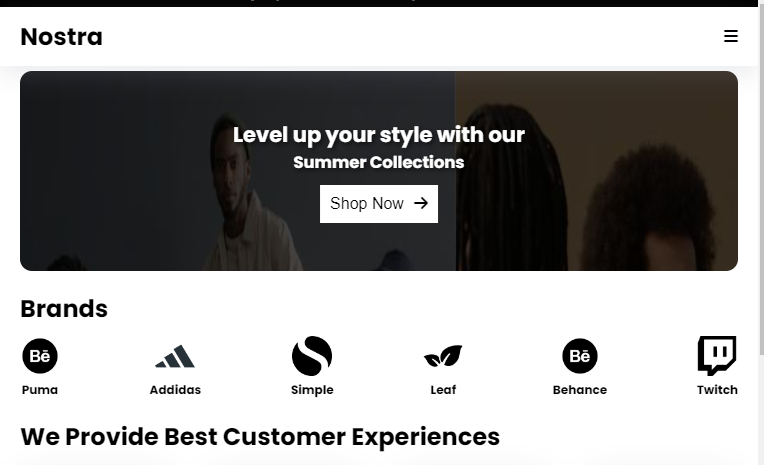 Nostra
Level up your style with our
Summer Collections
Shop Now
Brands
Bē
Bē
Puma
Addidas
Simple
Leaf
Behance
Twitch
We Provide Best Customer Experiences